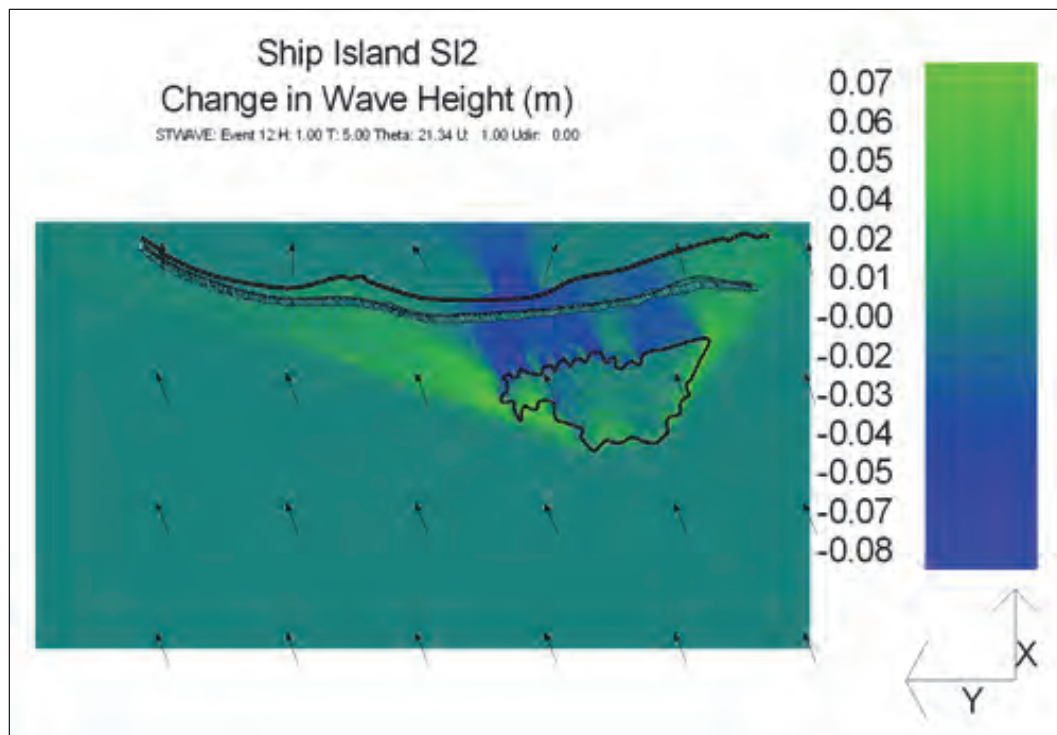 Ship Island SI2
Change in Wave Height (m)
STWAVE: Event 12 H: 1.00 T: 5.00 Theta: 21.34 U: 1.00 Udir: 0.00
0.07
0.06
0.05
0.04
0.02
0.01
-0.00
-0.02
-0.03
-0.04
-0.05
-0.07
-0.08
X
Y